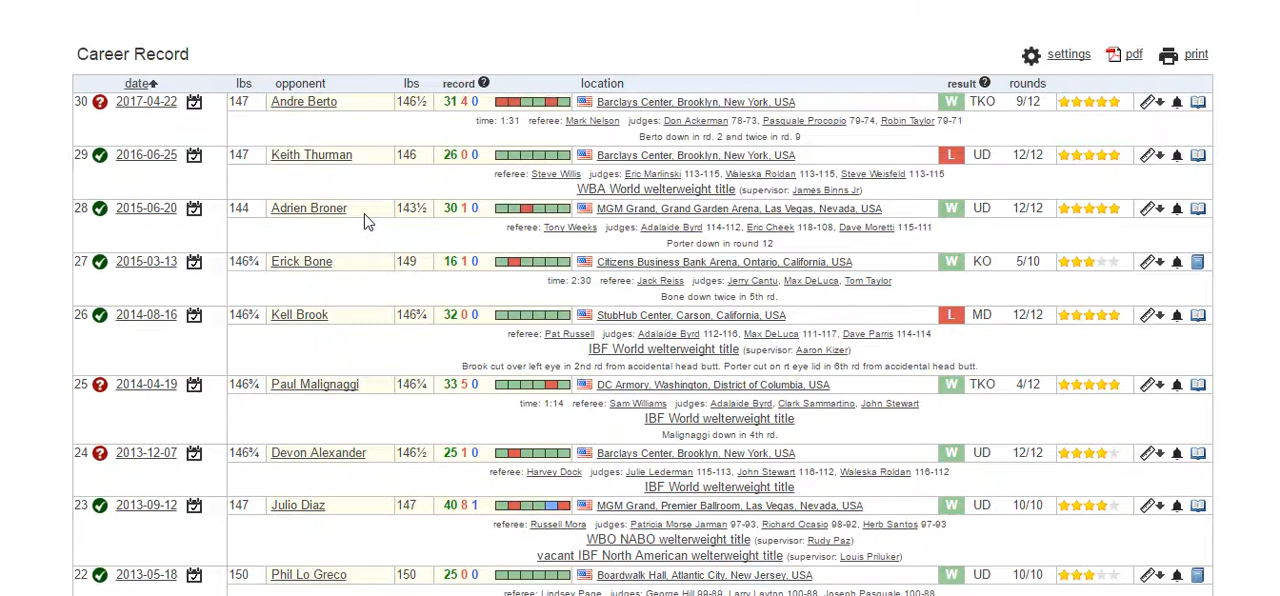 Career Record
settings pdf print
date lbs opponent lbs record ? location result ? rounds
30 ? 2017-04-22 147 Andre Berto 146½ 31 4 0 Barclays Center, Brooklyn, New York, USA W TKO 9/12
time: 1:31 referee: Mark Nelson judges: Don Ackerman 78-73, Pasquale Procopio 79-74, Robin Taylor 79-71
Berto down in rd. 2 and twice in rd. 9
29 2016-06-25 147 Keith Thurman 146 26 0 0 Barclays Center, Brooklyn, New York, USA L UD 12/12
referee: Steve Willis judges: Eric Marlinski 113-115, Waleska Roldan 113-115, Steve Weisfeld 113-115
WBA World welterweight title (supervisor: James Binns Jr)
28 2015-06-20 144 Adrien Broner 143½ 30 1 0 MGM Grand, Grand Garden Arena, Las Vegas, Nevada, USA W UD 12/12
referee: Tony Weeks judges: Adalaide Byrd 114-112, Eric Cheek 118-108, Dave Moretti 115-111
Porter down in round 12
27 2015-03-13 146¾ Erick Bone 149 16 1 0 Citizens Business Bank Arena, Ontario, California, USA W KO 5/10
time: 2:30 referee: Jack Reiss judges: Jerry Cantu, Max DeLuca, Tom Taylor
Bone down twice in 5th rd.
26 2014-08-16 146¾ Kell Brook 146¾ 32 0 0 StubHub Center, Carson, California, USA L MD 12/12
referee: Pat Russell judges: Adalaide Byrd 112-116, Max DeLuca 111-117, Dave Parris 114-114
IBF World welterweight title (supervisor: Aaron Kizer)
Brook cut over left eye in 2nd rd from accidental head butt. Porter cut on rt eye lid in 6th rd from accidental head butt.
25 ? 2014-04-19 146¾ Paul Malignaggi 146¼ 33 5 0 DC Armory, Washington, District of Columbia, USA W TKO 4/12
time: 1:14 referee: Sam Williams judges: Adalaide Byrd, Clark Sammartino, John Stewart
IBF World welterweight title
Malignaggi down in 4th rd.
24 ? 2013-12-07 146¾ Devon Alexander 146½ 25 1 0 Barclays Center, Brooklyn, New York, USA W UD 12/12
referee: Harvey Dock judges: Julie Lederman 115-113, John Stewart 116-112, Waleska Roldan 116-112
IBF World welterweight title
23 2013-09-12 147 Julio Diaz 147 40 8 1 MGM Grand, Premier Ballroom, Las Vegas, Nevada, USA W UD 10/10
referee: Russell Mora judges: Patricia Morse Jarman 97-93, Richard Ocasio 98-92, Herb Santos 97-93
WBO NABO welterweight title (supervisor: Rudy Paz)
vacant IBF North American welterweight title (supervisor: Louis Priluker)
22 2013-05-18 150 Phil Lo Greco 150 25 0 0 Boardwalk Hall, Atlantic City, New Jersey, USA W UD 10/10
referee: Lindsey Page judges: George Hill 99-89, Larry Layton 100-88, Joseph Pasquale 100-88